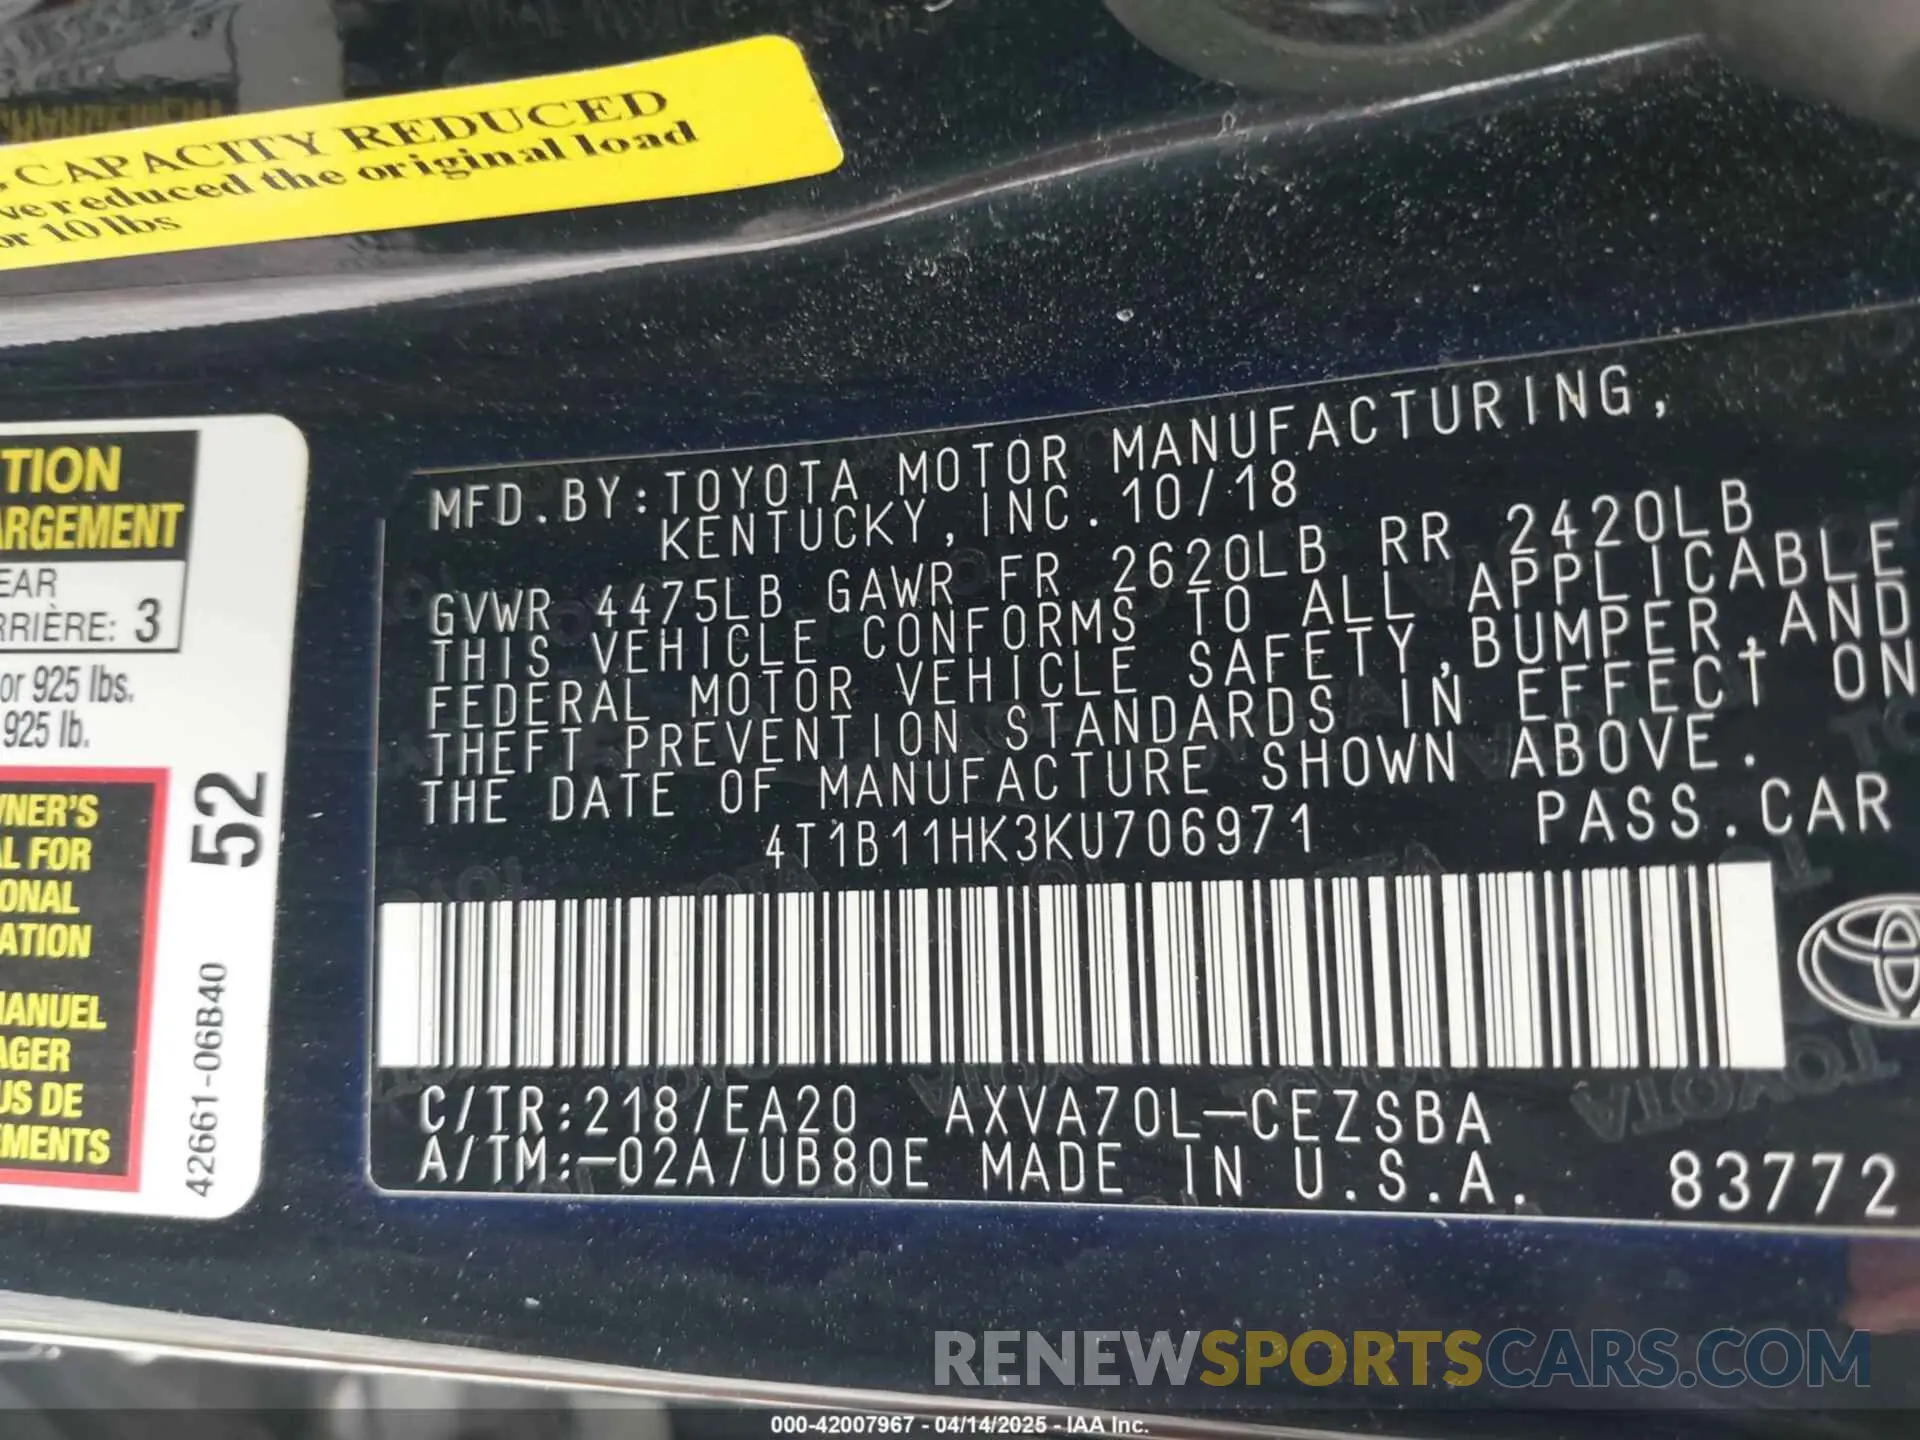 CAPACITY REDUCED
reduced the original load
or 10 lbs
TION
ARGEMENT
EAR
RRIÈRE: 3
or 925 lbs.
925 lb.
NER'S
L FOR
ONAL
ATION
MANUEL
AGER
US DE
EMENTS
52
42661-06B40
MFD.BY:TOYOTA MOTOR MANUFACTURING,
KENTUCKY,INC. 10/18
GVWR 4475LB GAWR FR 2620LB RR 2420LB
THIS VEHICLE CONFORMS TO ALL APPLICABLE
FEDERAL MOTOR VEHICLE SAFETY,BUMPER,AND
THEFT PREVENTION STANDARDS IN EFFECT ON
THE DATE OF MANUFACTURE SHOWN ABOVE.
4T1B11HK3KU706971 PASS.CAR
C/TR:218/EA20 AXVA70L-CEZSBA
A/TM:-02A/UB80E MADE IN U.S.A. 83772
RENEWSPORTSCARS.COM
000-42007967 - 04/14/2025 - IAA Inc.